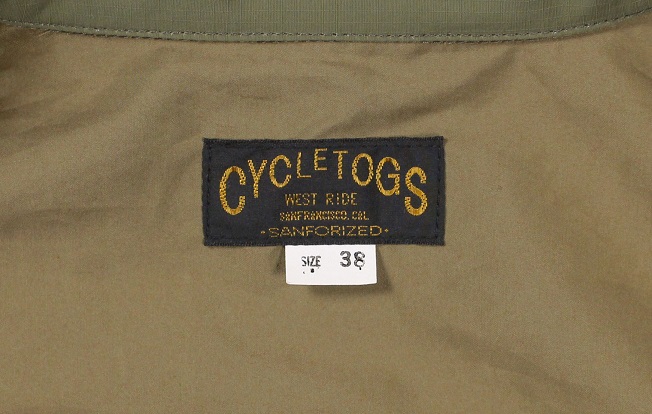 CYCLETOGS
WEST RIDE
SANFRANCISCO. CAL
·SANFORIZED·
SIZE 38